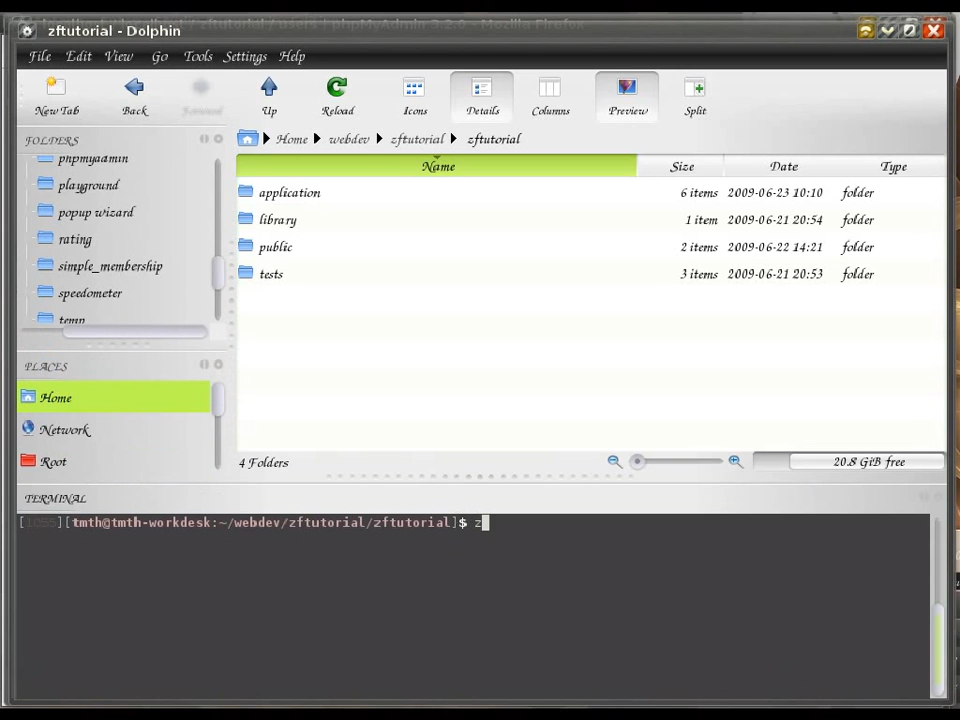 zftutorial - Dolphin
File Edit View Go Tools Settings Help
New Tab Back Forward Up Reload Icons Details Columns Preview Split
FOLDERS
Home webdev zftutorial zftutorial
phpmyadmin
Name Size Date Type
playground
application 6 items 2009-06-23 10:10 folder
popup wizard
library 1 item 2009-06-21 20:54 folder
rating
public 2 items 2009-06-22 14:21 folder
simple_membership
tests 3 items 2009-06-21 20:53 folder
speedometer
temp
PLACES
Home
Network
Root
4 Folders 20.8 GiB free
TERMINAL
[tmth@tmth-workdesk:~/webdev/zftutorial/zftutorial]$ z